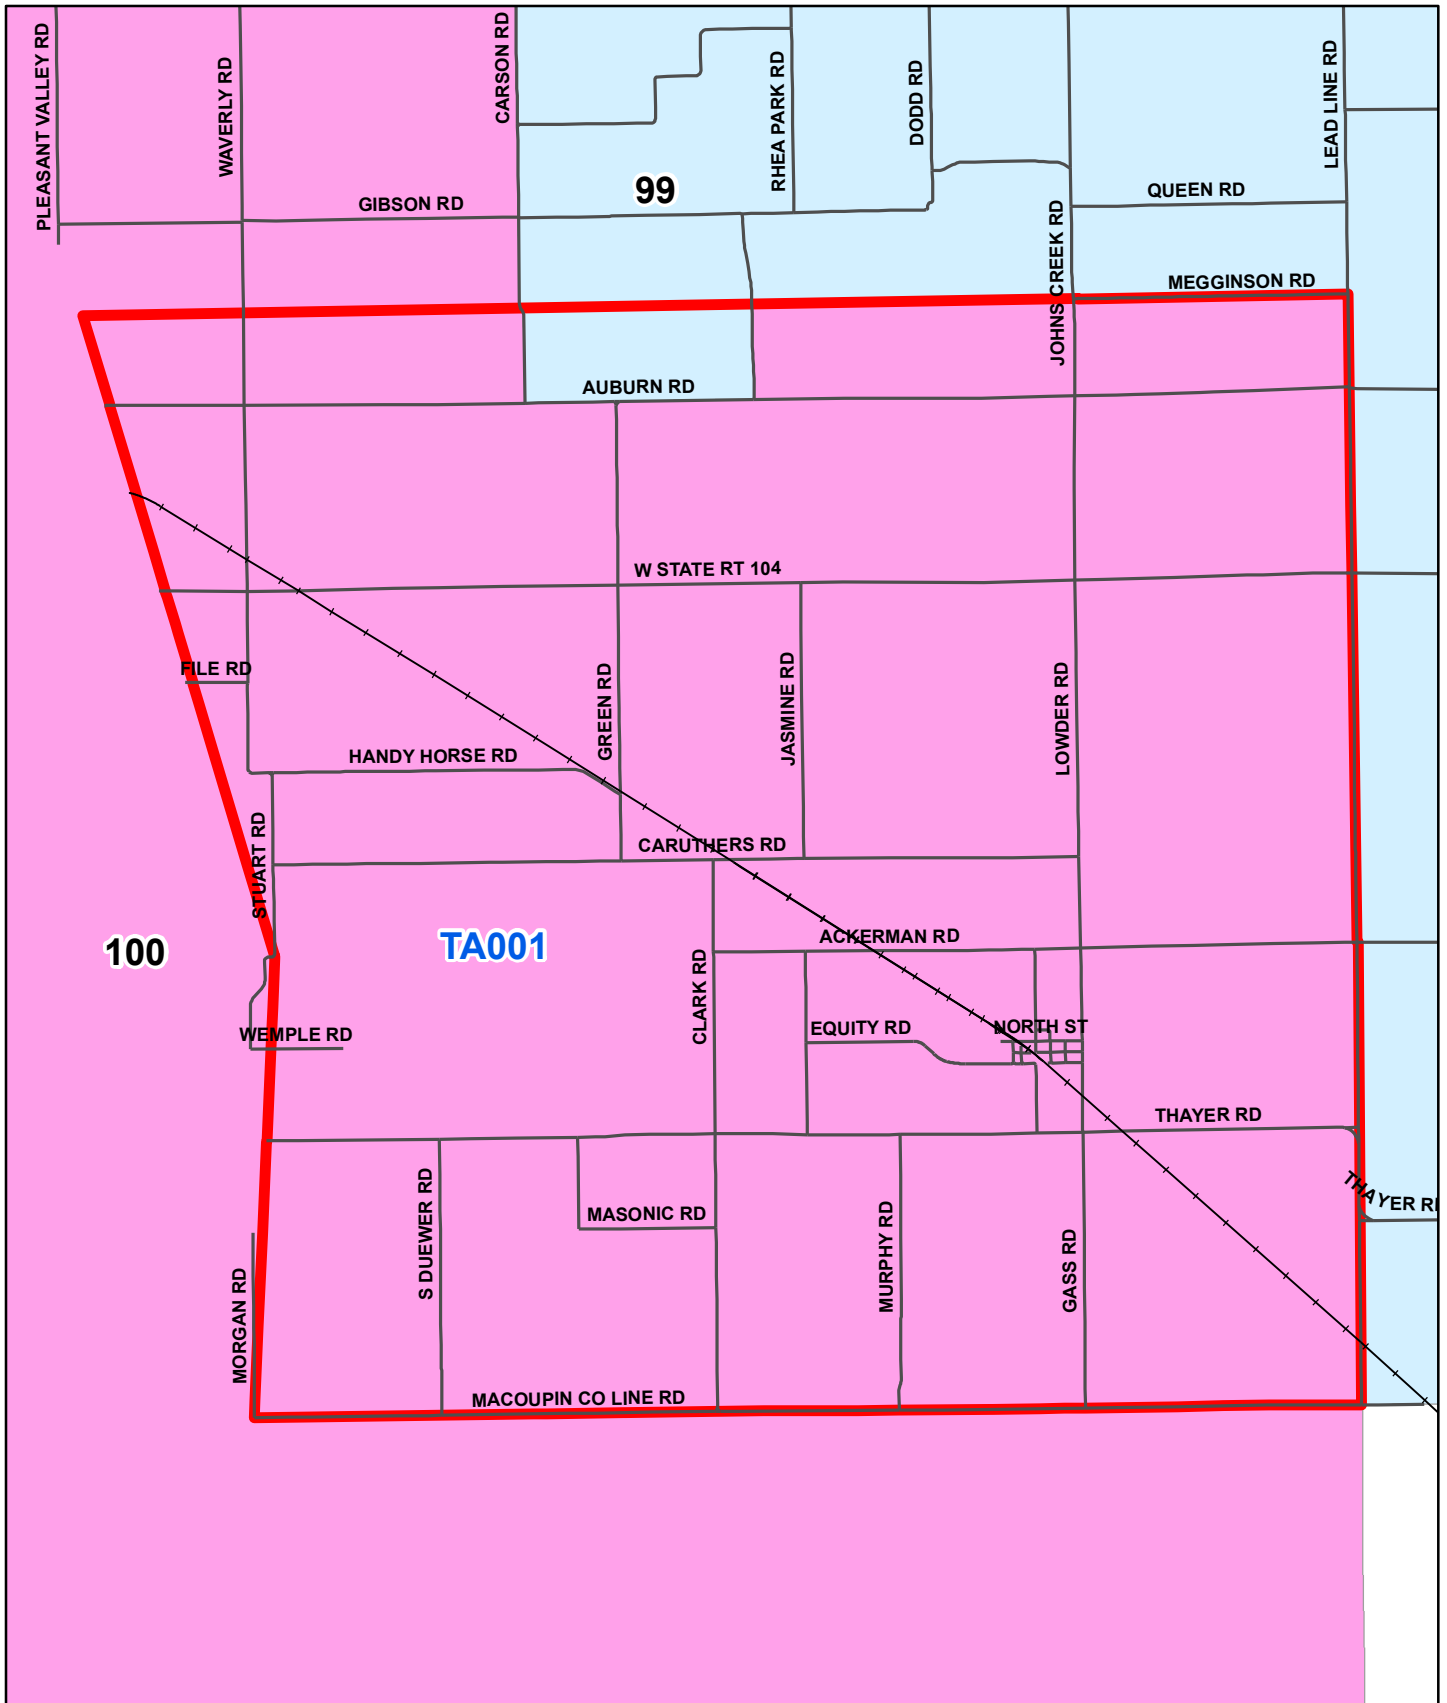 PLEASANT VALLEY RD
WAVERLY RD
CARSON RD
RHEA PARK RD
DODD RD
LEAD LINE RD
99
QUEEN RD
GIBSON RD
JOHNS CREEK RD
MEGGINSON RD
AUBURN RD
W STATE RT 104
FILE RD
GREEN RD
JASMINE RD
LOWDER RD
HANDY HORSE RD
STUART RD
CARUTHERS RD
100
TA001
ACKERMAN RD
CLARK RD
EQUITY RD
NORTH ST
WEMPLE RD
THAYER RD
THAYER R
S DUEWER RD
MASONIC RD
MURPHY RD
GASS RD
MORGAN RD
MACOUPIN CO LINE RD